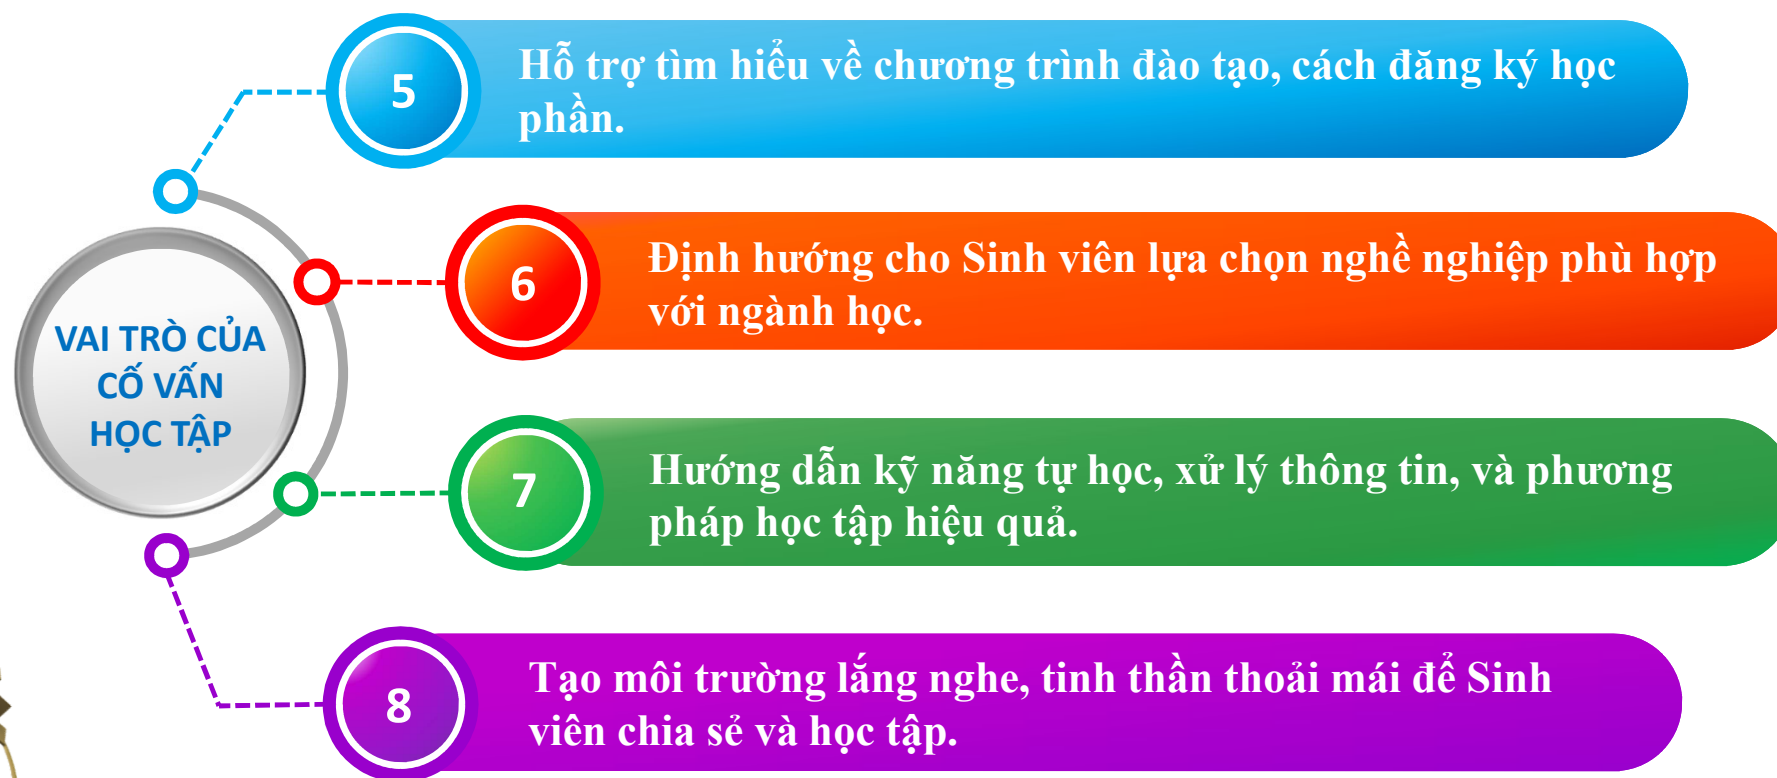 5
Hỗ trợ tìm hiểu về chương trình đào tạo, cách đăng ký học
phần.
6
Định hướng cho Sinh viên lựa chọn nghề nghiệp phù hợp
với ngành học.
VAI TRÒ CỦA
CỐ VẤN
HỌC TẬP
7
Hướng dẫn kỹ năng tự học, xử lý thông tin, và phương
pháp học tập hiệu quả.
8
Tạo môi trường lắng nghe, tinh thần thoải mái để Sinh
viên chia sẻ và học tập.